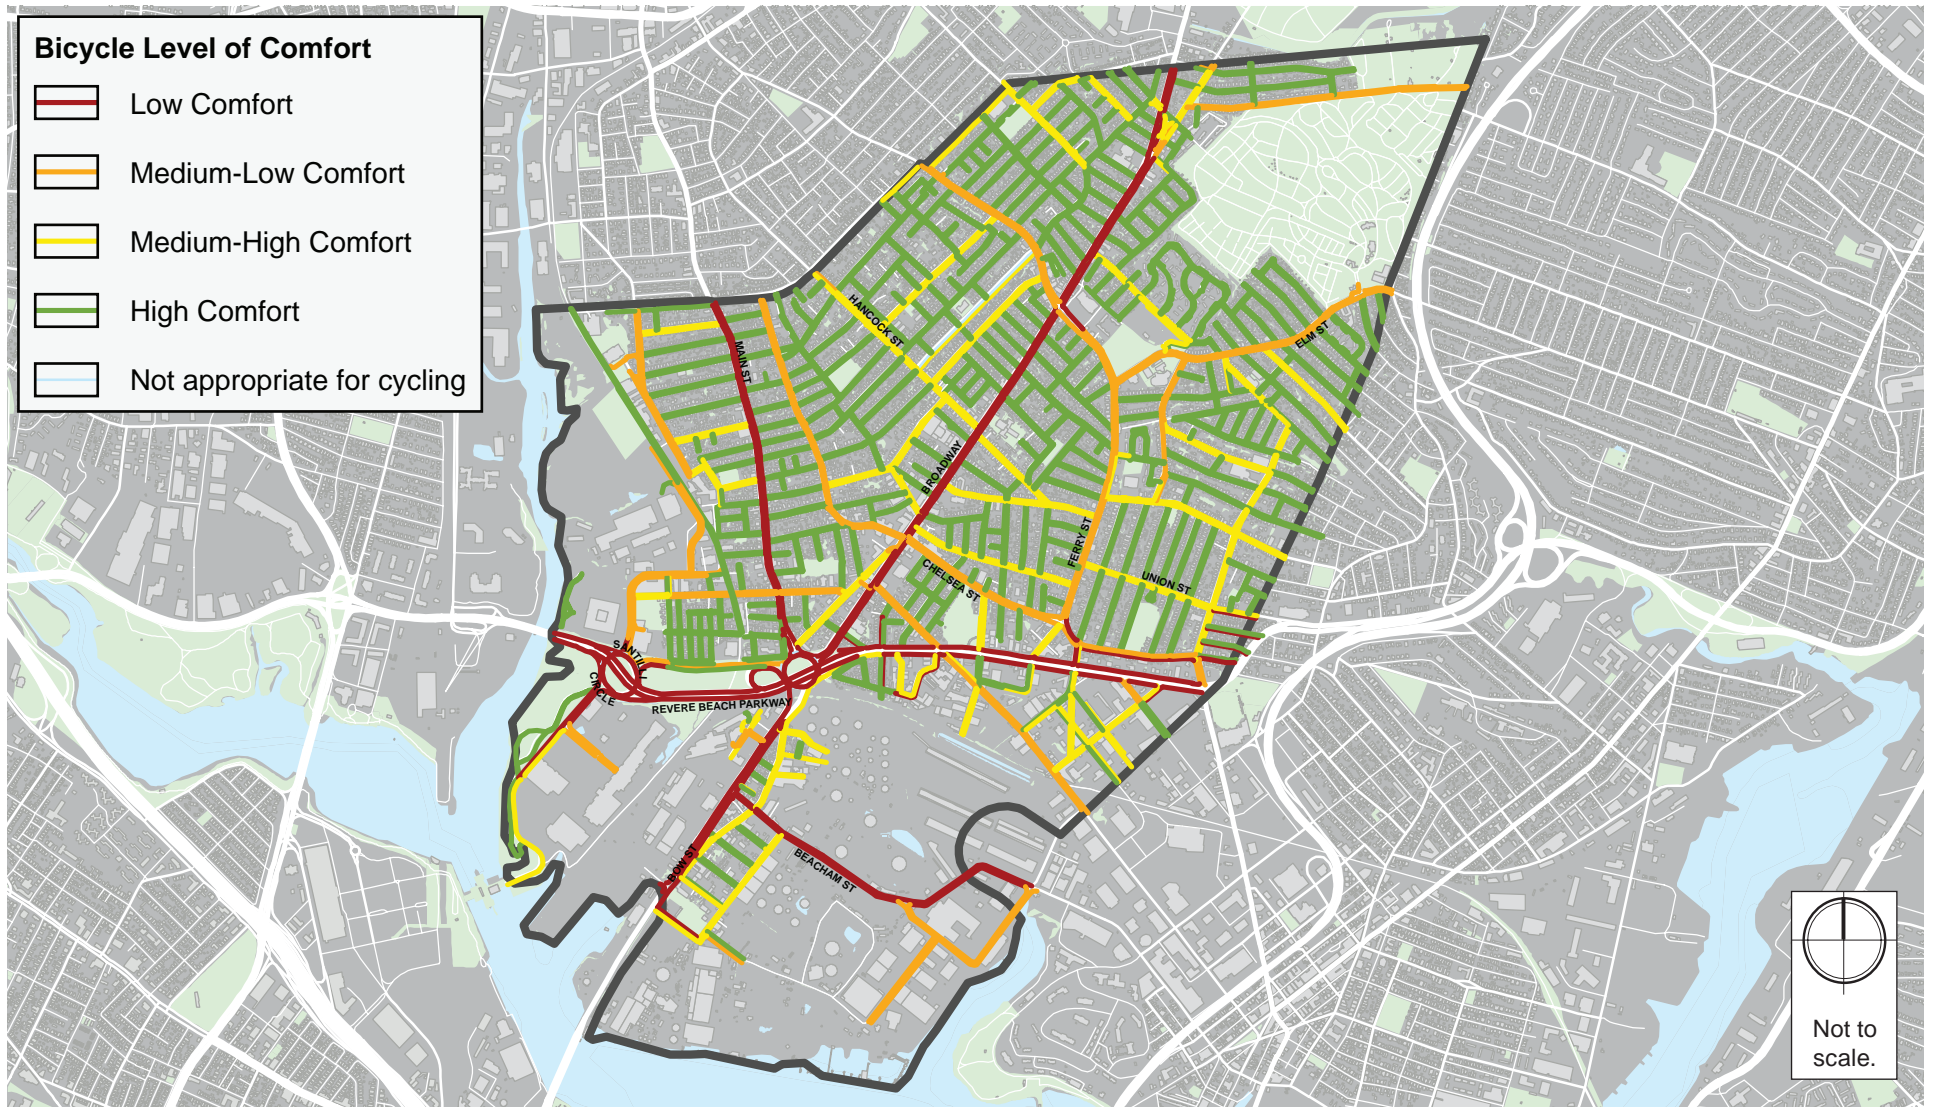 Bicycle Level of Comfort
Low Comfort
Medium-Low Comfort
Medium-High Comfort
High Comfort
Not appropriate for cycling
HANCOCK ST
MAIN ST
ELM ST
BROADWAY
FERRY ST
CHELSEA ST
UNION ST
SANTILLI
CIRCLE
REVERE BEACH PARKWAY
BOW ST
BEACHAM ST
Not to
scale.